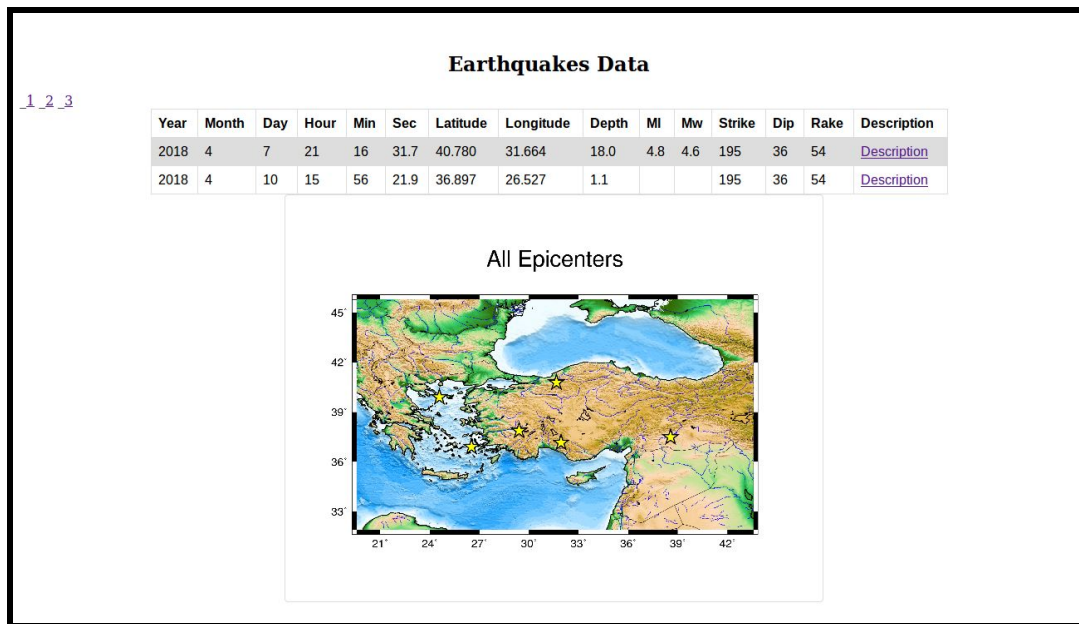 Earthquakes Data
_1 _2 _3
Year Month Day Hour Min Sec Latitude Longitude Depth Ml Mw Strike Dip Rake Description
2018 4 7 21 16 31.7 40.780 31.664 18.0 4.8 4.6 195 36 54 Description
2018 4 10 15 56 21.9 36.897 26.527 1.1 195 36 54 Description
All Epicenters
45°
42°
39°
36°
33°
21° 24° 27° 30° 33° 36° 39° 42°